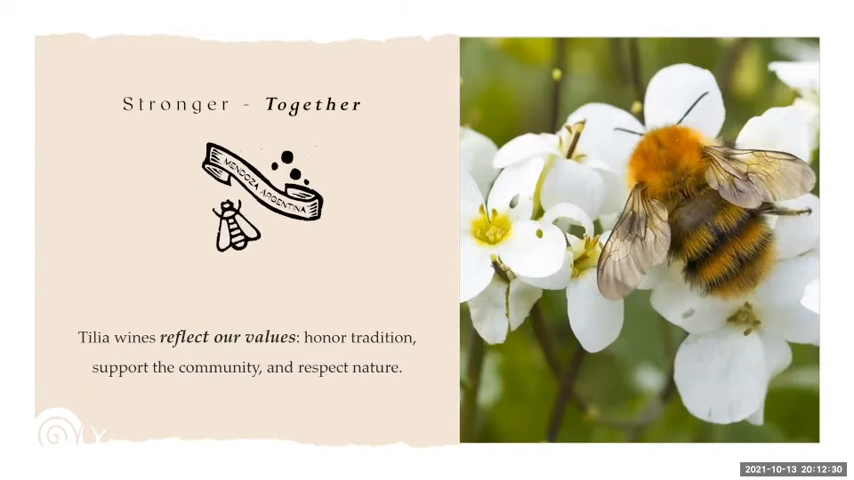 Stronger - Together
MENDOZA ARGENTINA
Tilia wines reflect our values: honor tradition,
support the community, and respect nature.
2021-10-13 20:12:30